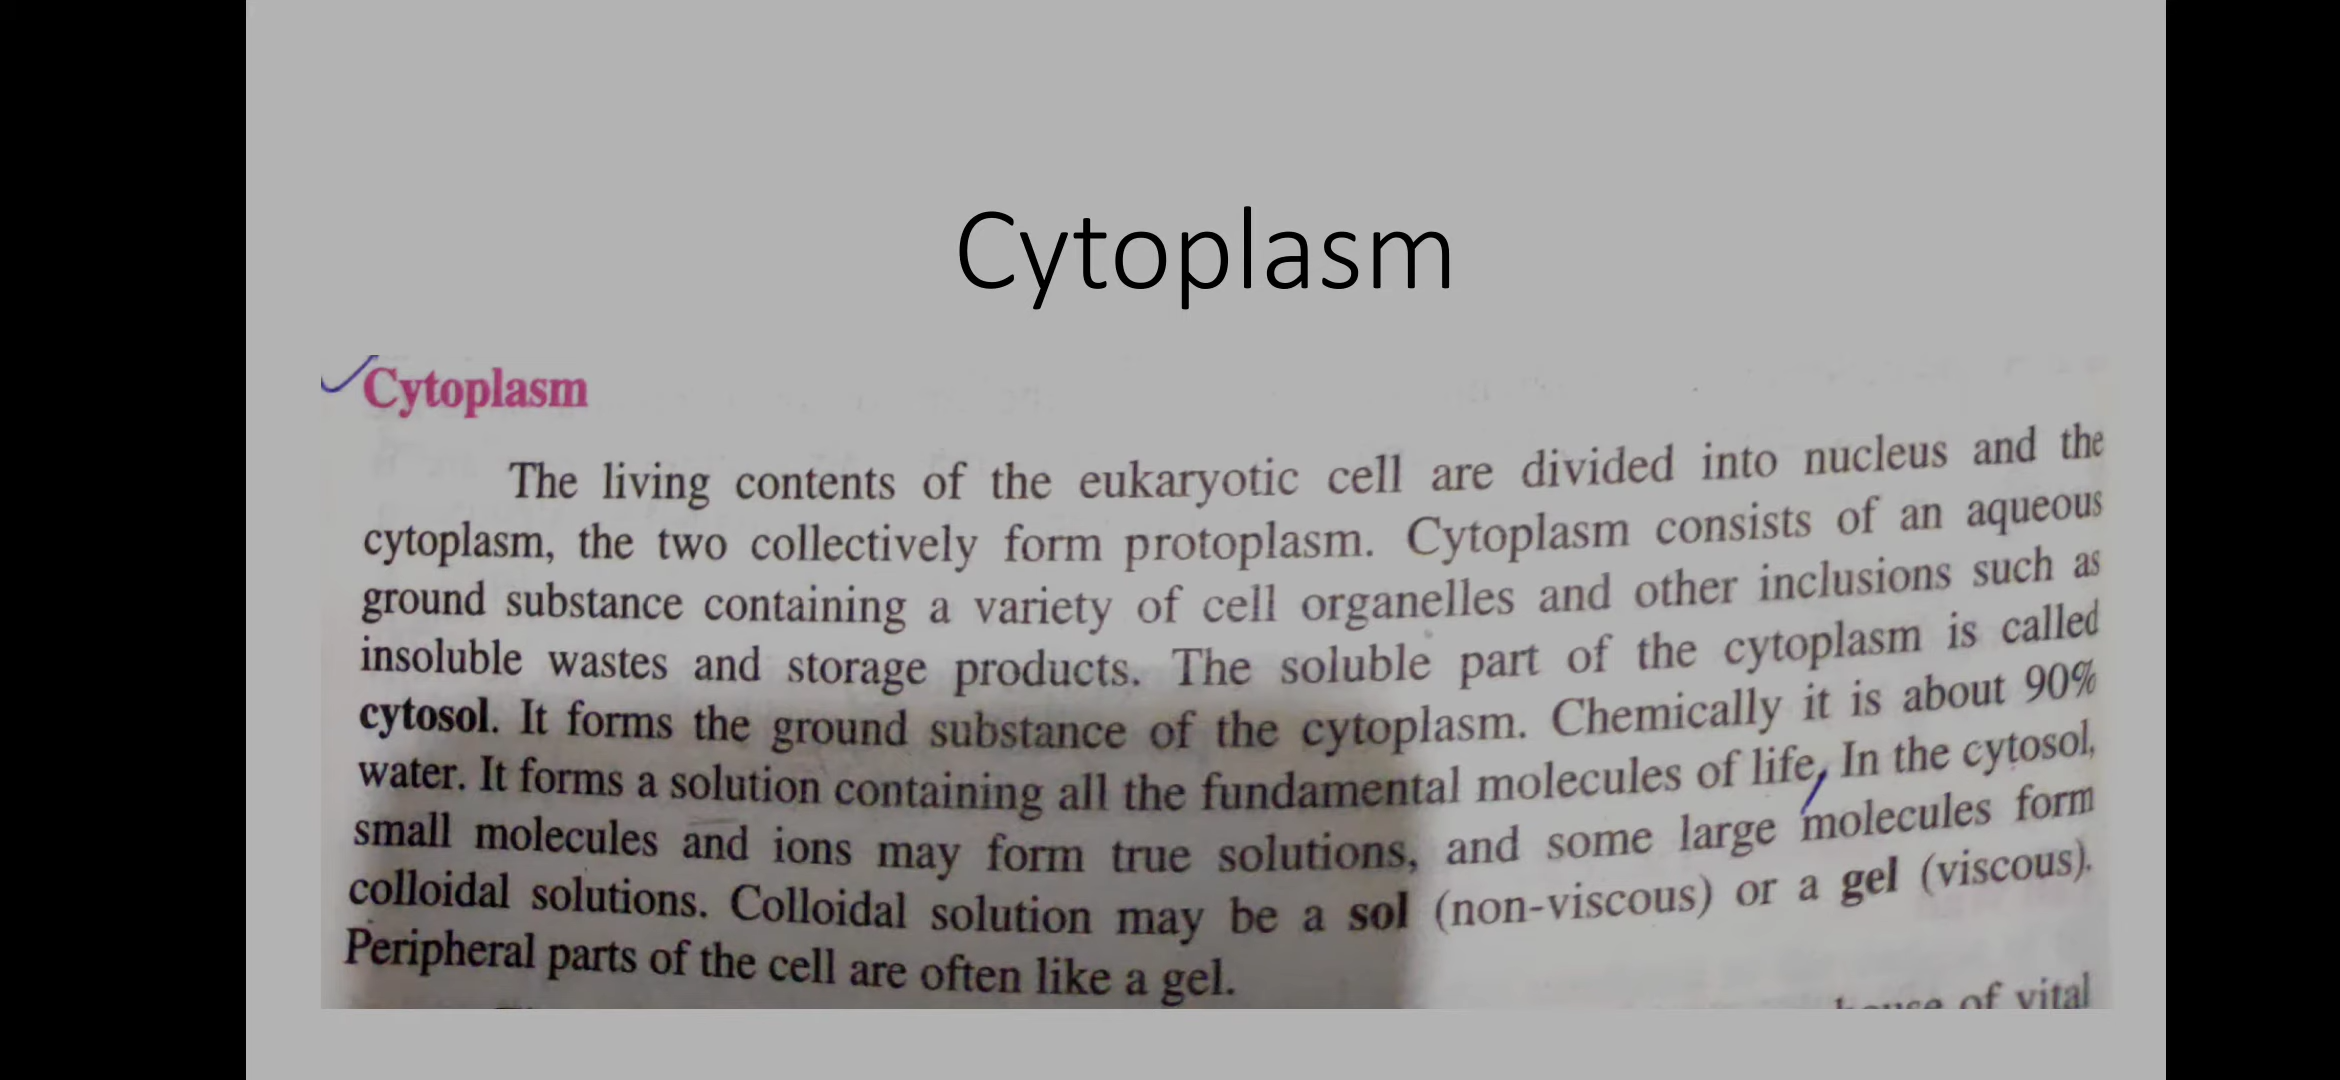 Cytoplasm
Cytoplasm
The living contents of the eukaryotic cell are divided into nucleus and the
cytoplasm, the two collectively form protoplasm. Cytoplasm consists of an aqueous
ground substance containing a variety of cell organelles and other inclusions such as
insoluble wastes and storage products. The soluble part of the cytoplasm is called
cytosol. It forms the ground substance of the cytoplasm. Chemically it is about 90%
water. It forms a solution containing all the fundamental molecules of life, In the cytosol,
small molecules and ions may form true solutions, and some large molecules form
colloidal solutions. Colloidal solution may be a sol (non-viscous) or a gel (viscous).
Peripheral parts of the cell are often like a gel.
of vital